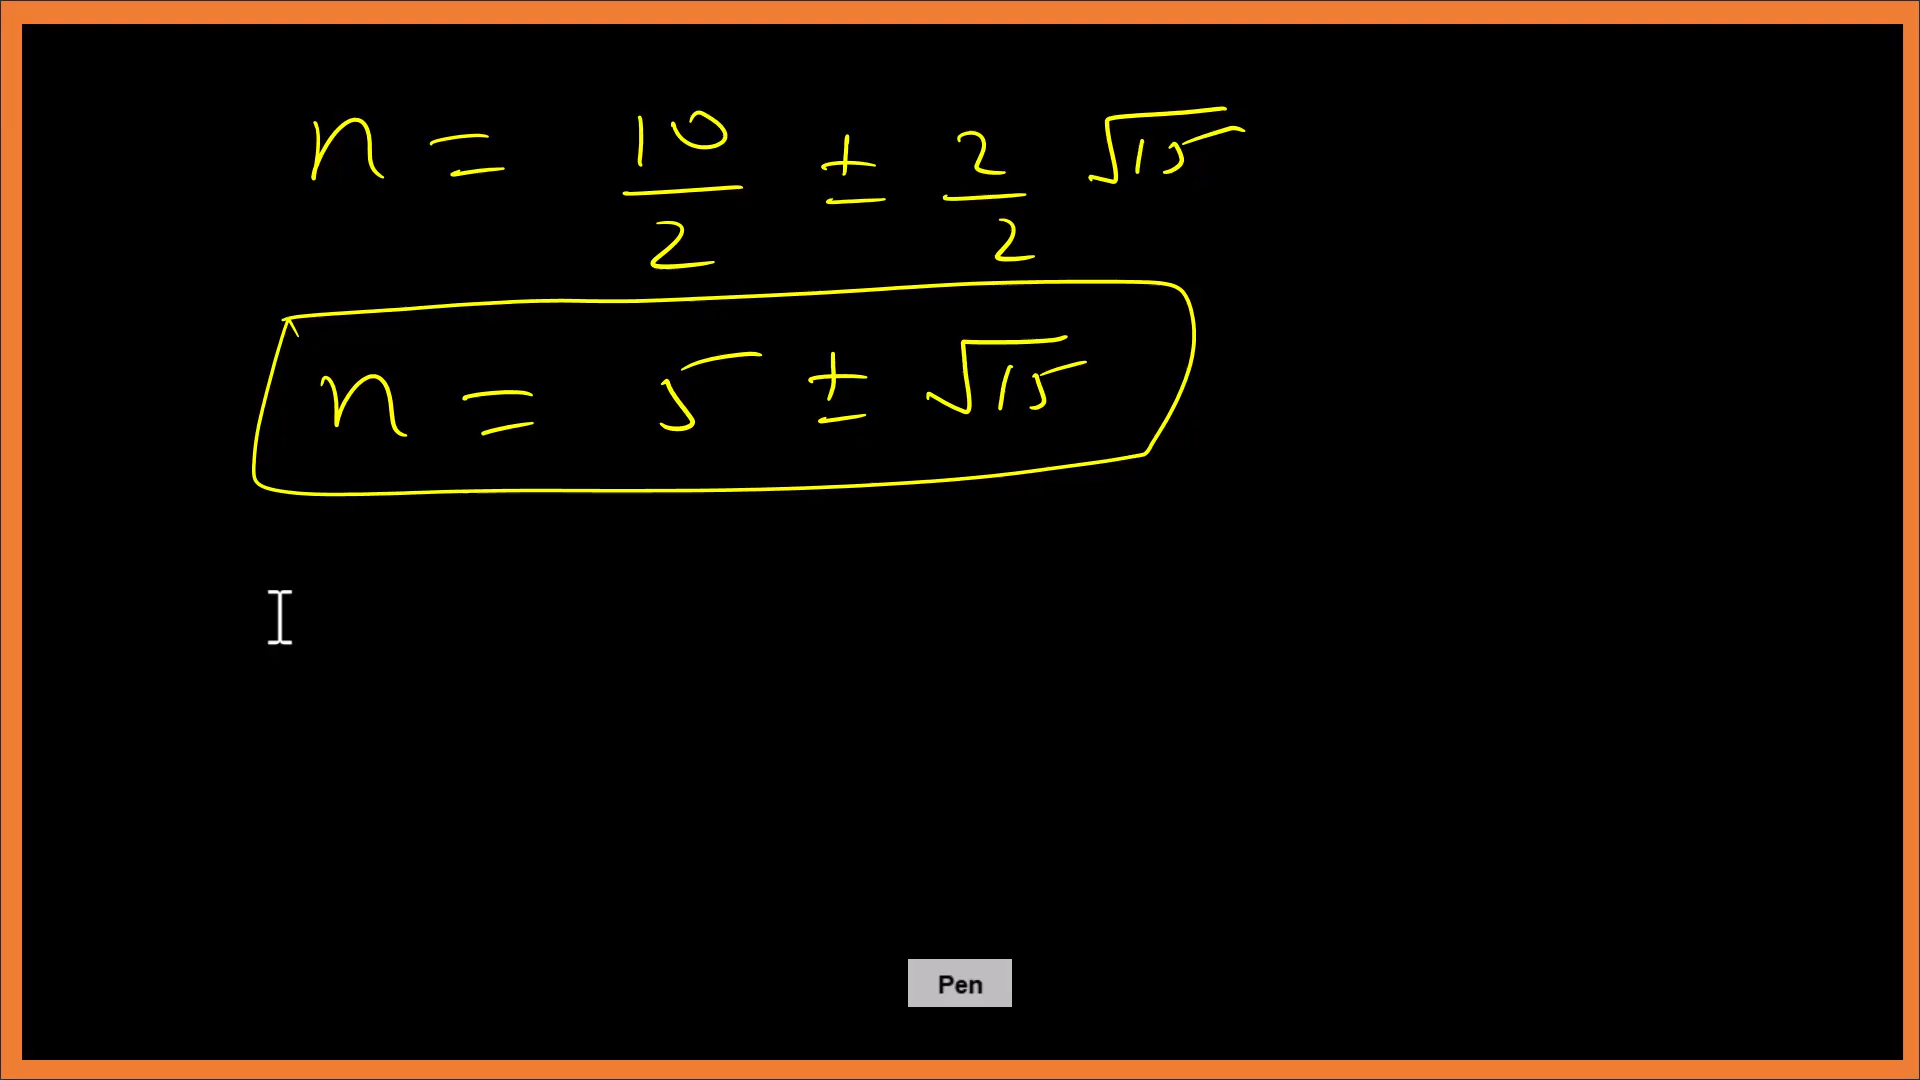 n = 10/2 ± 2/2 √15
n = 5 ± √15
Pen